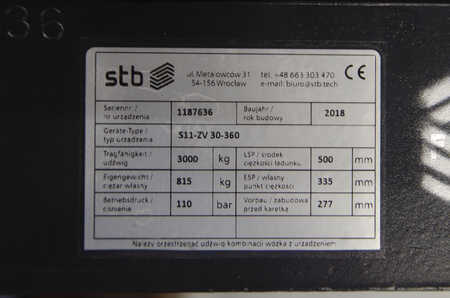 36
stb
ul. Metalowców 31
54-156 Wrocław
tel. +48 663 303 470
e-mail: biuro@stb.tech
CE
Seriennr /
nr urządzenia
1187636
Baujahr /
rok budowy
2018
Geräte-Type /
typ urządzenia
S11-ZV 30-360
Tragfähigkeit /
udźwig
3000 kg
LSP / środek
ciężkości ładunku
500 mm
Eigengewicht /
ciężar własny
815 kg
ESP / własny
punkt ciężkości
335 mm
Betriebsdruck /
ciśnienia
110 bar
Vorbau / zabudowa
przed karetką
277 mm
Należy przestrzegać udźwig kombinacji wózka z urządzeniem